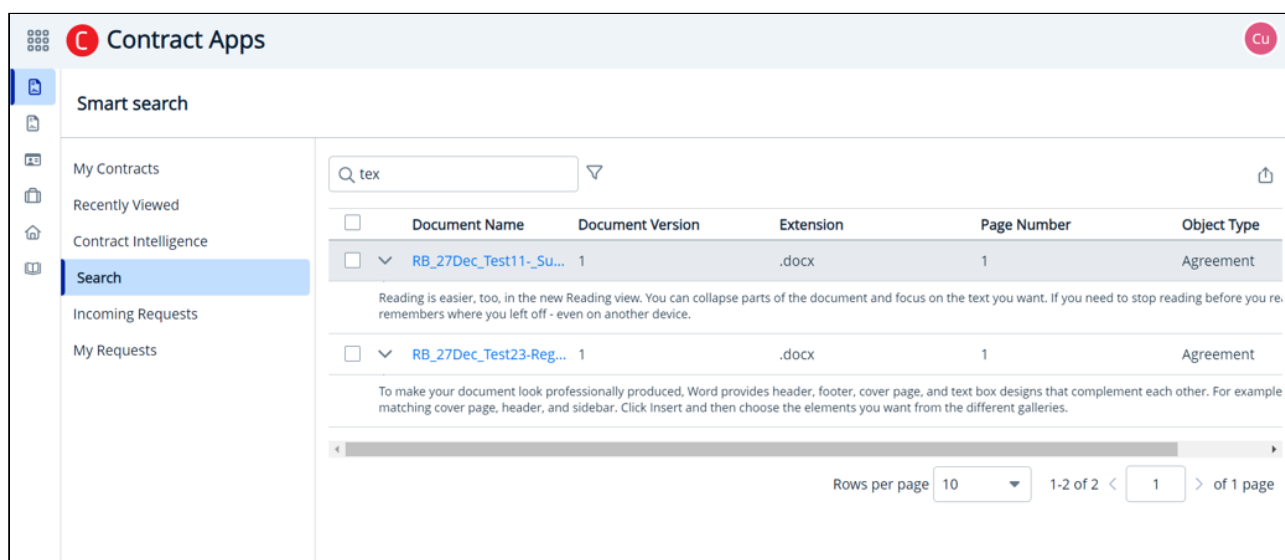 C Contract Apps
Cu
Smart search
My Contracts
Recently Viewed
Contract Intelligence
Search
Incoming Requests
My Requests
tex
Document Name Document Version Extension Page Number Object Type
RB_27Dec_Test11-_Su... 1 .docx 1 Agreement
Reading is easier, too, in the new Reading view. You can collapse parts of the document and focus on the text you want. If you need to stop reading before you re
remembers where you left off - even on another device.
RB_27Dec_Test23-Reg... 1 .docx 1 Agreement
To make your document look professionally produced, Word provides header, footer, cover page, and text box designs that complement each other. For example
matching cover page, header, and sidebar. Click Insert and then choose the elements you want from the different galleries.
Rows per page 10 1-2 of 2 < 1 > of 1 page